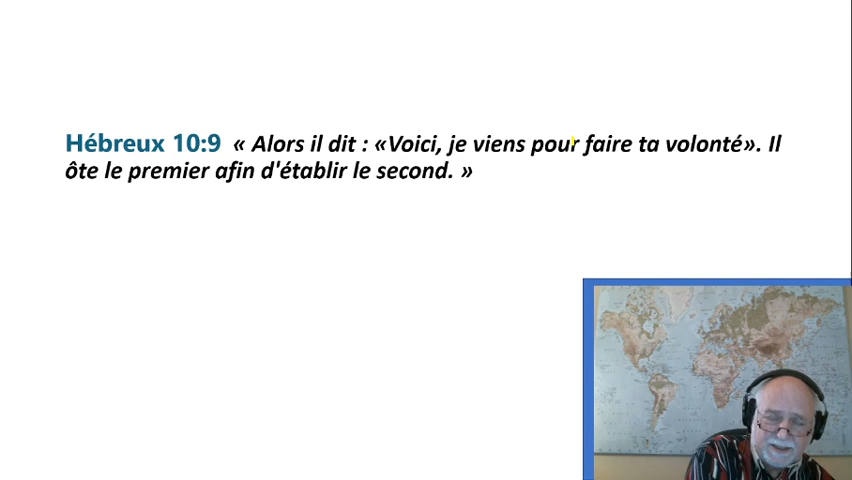 Hébreux 10:9 « Alors il dit : «Voici, je viens pour faire ta volonté». Il
ôte le premier afin d'établir le second. »